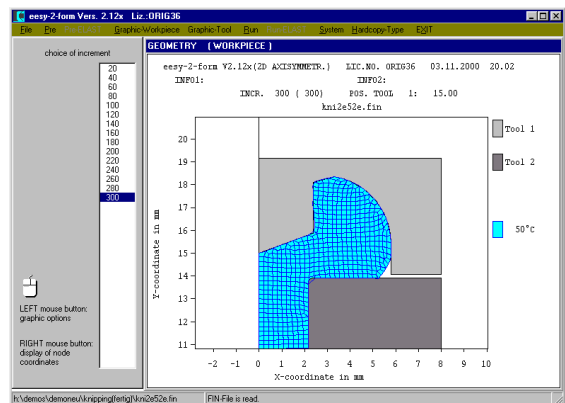 eesy-2-form Vers. 2.12x Liz.:ORIG36
File Pre Graphic-Workpiece Graphic-Tool Run System Hardcopy-Type EXIT
choice of increment
20
40
60
80
100
120
140
160
180
200
220
240
260
280
300
LEFT mouse button:
graphic options
RIGHT mouse button:
display of node
coordinates
GEOMETRY (WORKPIECE)
eesy-2-form V2.12x(2D AXISYMMETR.) LIC.NO. ORIG36 03.11.2000 20.02
INFO1: INFO2:
INCR. 300 ( 300) POS. TOOL 1: 15.00
kni2e52e.fin
Tool 1
Tool 2
50°C
Y-coordinate in mm
20
19
18
17
16
15
14
13
12
11
-2 -1 0 1 2 3 4 5 6 7 8 9 10
X-coordinate in mm
h:\demos\demoneu\knipping(fertig)\kni2e52e.fin FIN-File is read.